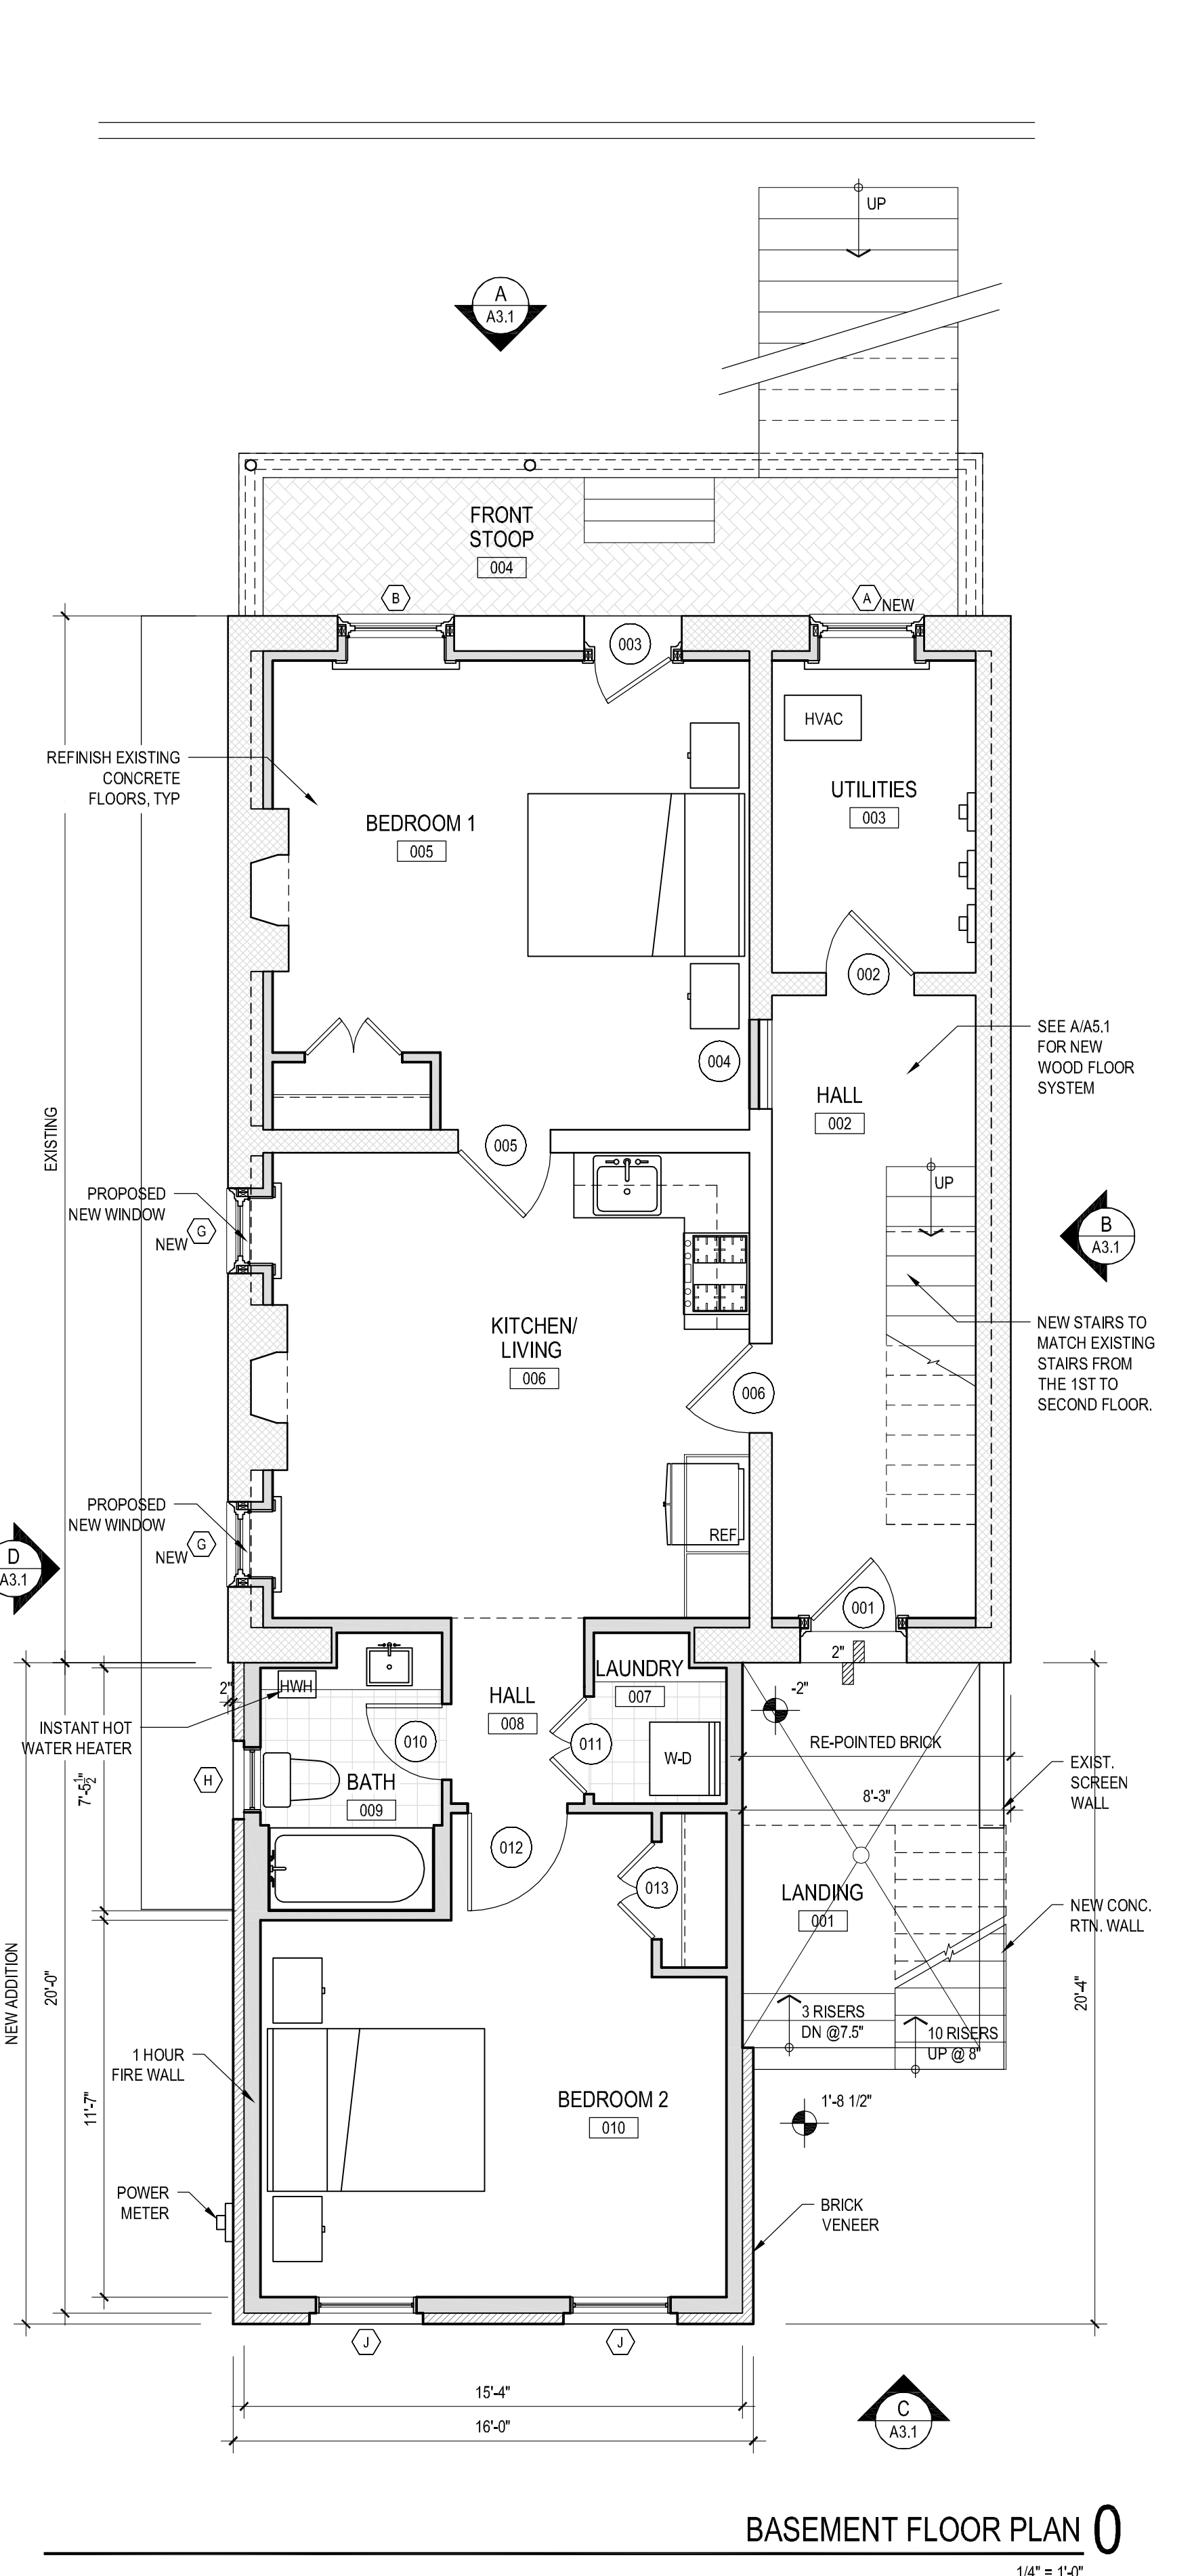 UP
A
A3.1
FRONT
STOOP
004
B
A
NEW
003
HVAC
REFINISH EXISTING
CONCRETE
FLOORS, TYP
UTILITIES
003
BEDROOM 1
005
002
SEE A/A5.1
FOR NEW
WOOD FLOOR
SYSTEM
004
HALL
002
EXISTING
005
UP
PROPOSED
NEW WINDOW
NEW
G
B
A3.1
KITCHEN/
LIVING
006
NEW STAIRS TO
MATCH EXISTING
STAIRS FROM
THE 1ST TO
SECOND FLOOR.
006
PROPOSED
NEW WINDOW
NEW
G
REF
D
A3.1
001
2"
LAUNDRY
007
HWH
2"
HALL
008
-2"
INSTANT HOT
WATER HEATER
010
011
W-D
RE-POINTED BRICK
EXIST.
SCREEN
WALL
H
BATH
009
7'-5½"
8'-3"
012
013
LANDING
001
NEW CONC.
RTN. WALL
NEW ADDITION
20'-0"
20'-4"
3 RISERS
DN @7.5"
10 RISERS
UP @ 8"
1 HOUR
FIRE WALL
11'-7"
BEDROOM 2
010
1'-8 1/2"
POWER
METER
BRICK
VENEER
J
J
15'-4"
16'-0"
C
A3.1
BASEMENT FLOOR PLAN 0
1/4" = 1'-0"